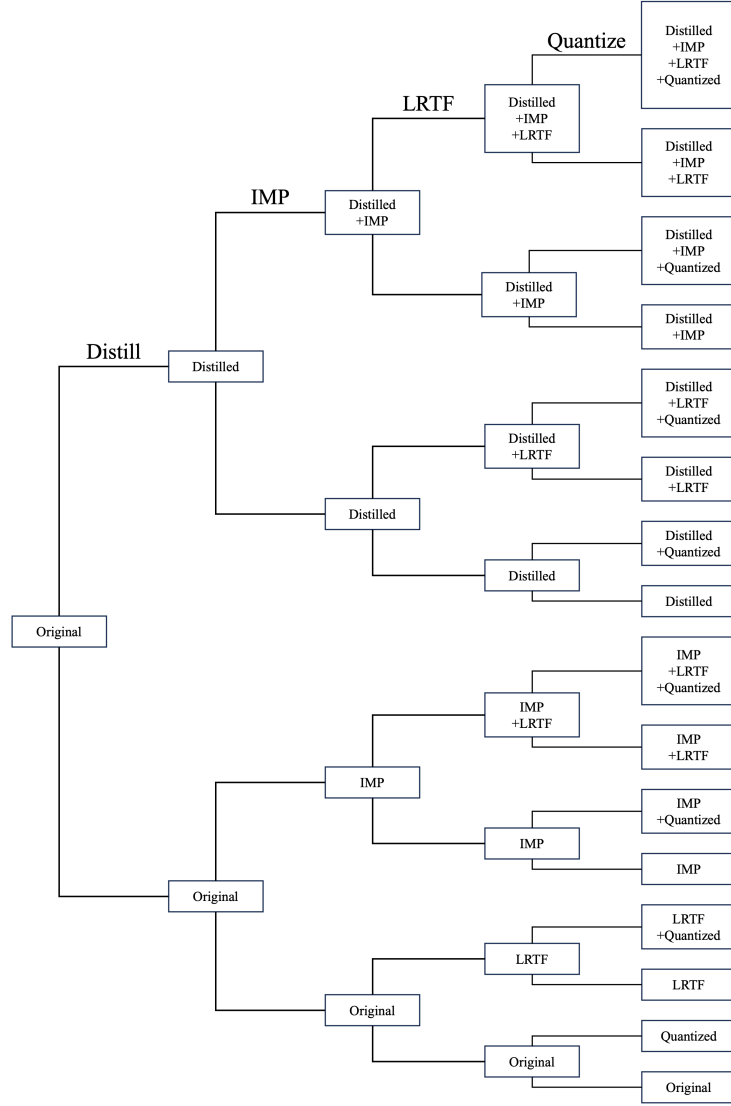 Quantize
Distilled
+IMP
+LRTF
+Quantized
LRTF
Distilled
+IMP
+LRTF
Distilled
+IMP
+LRTF
IMP
Distilled
+IMP
Distilled
+IMP
+Quantized
Distilled
+IMP
Distilled
+IMP
Distill
Distilled
Distilled
+LRTF
+Quantized
Distilled
+LRTF
Distilled
+LRTF
Distilled
Distilled
+Quantized
Distilled
Distilled
Original
IMP
+LRTF
+Quantized
IMP
+LRTF
IMP
+LRTF
IMP
IMP
+Quantized
IMP
IMP
Original
LRTF
+Quantized
LRTF
LRTF
Original
Quantized
Original
Original